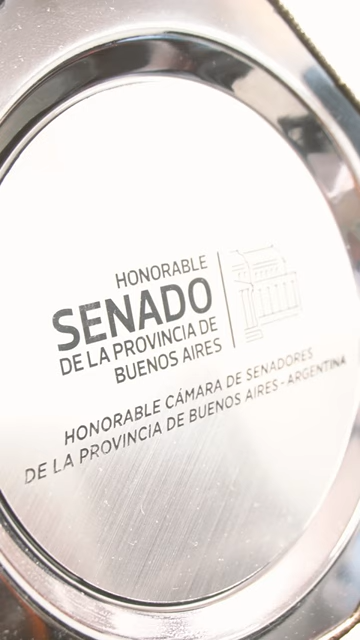 HONORABLE
SENADO
DE LA PROVINCIA DE
BUENOS AIRES
HONORABLE CÁMARA DE SENADORES
DE LA PROVINCIA DE BUENOS AIRES - ARGENTINA